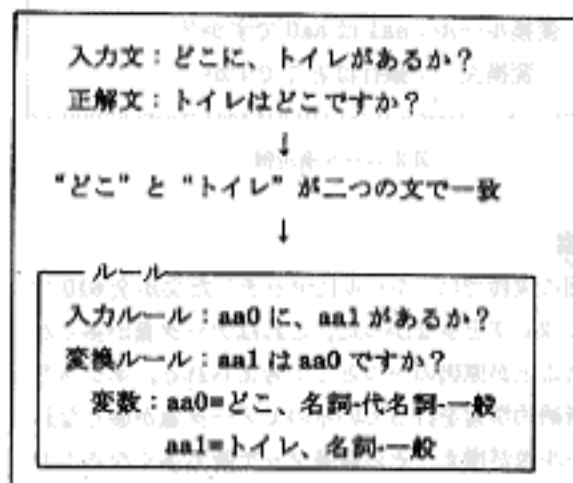 入力文：どこに、トイレがあるか？
正解文：トイレはどこですか？
↓
“どこ”と“トイレ”が二つの文で一致
↓
ルール
入力ルール：aa0 に、aa1 があるか？
変換ルール：aa1 は aa0 ですか？
変数：aa0=どこ、名詞-代名詞-一般
aa1=トイレ、名詞-一般